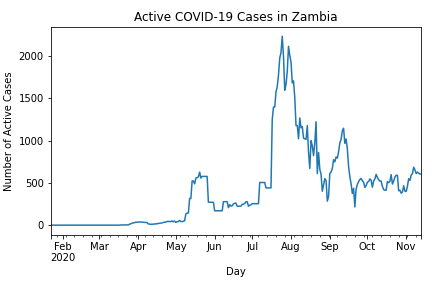 Active COVID-19 Cases in Zambia
Number of Active Cases
2000
1500
1000
500
0
Feb Mar Apr May Jun Jul Aug Sep Oct Nov
2020
Day